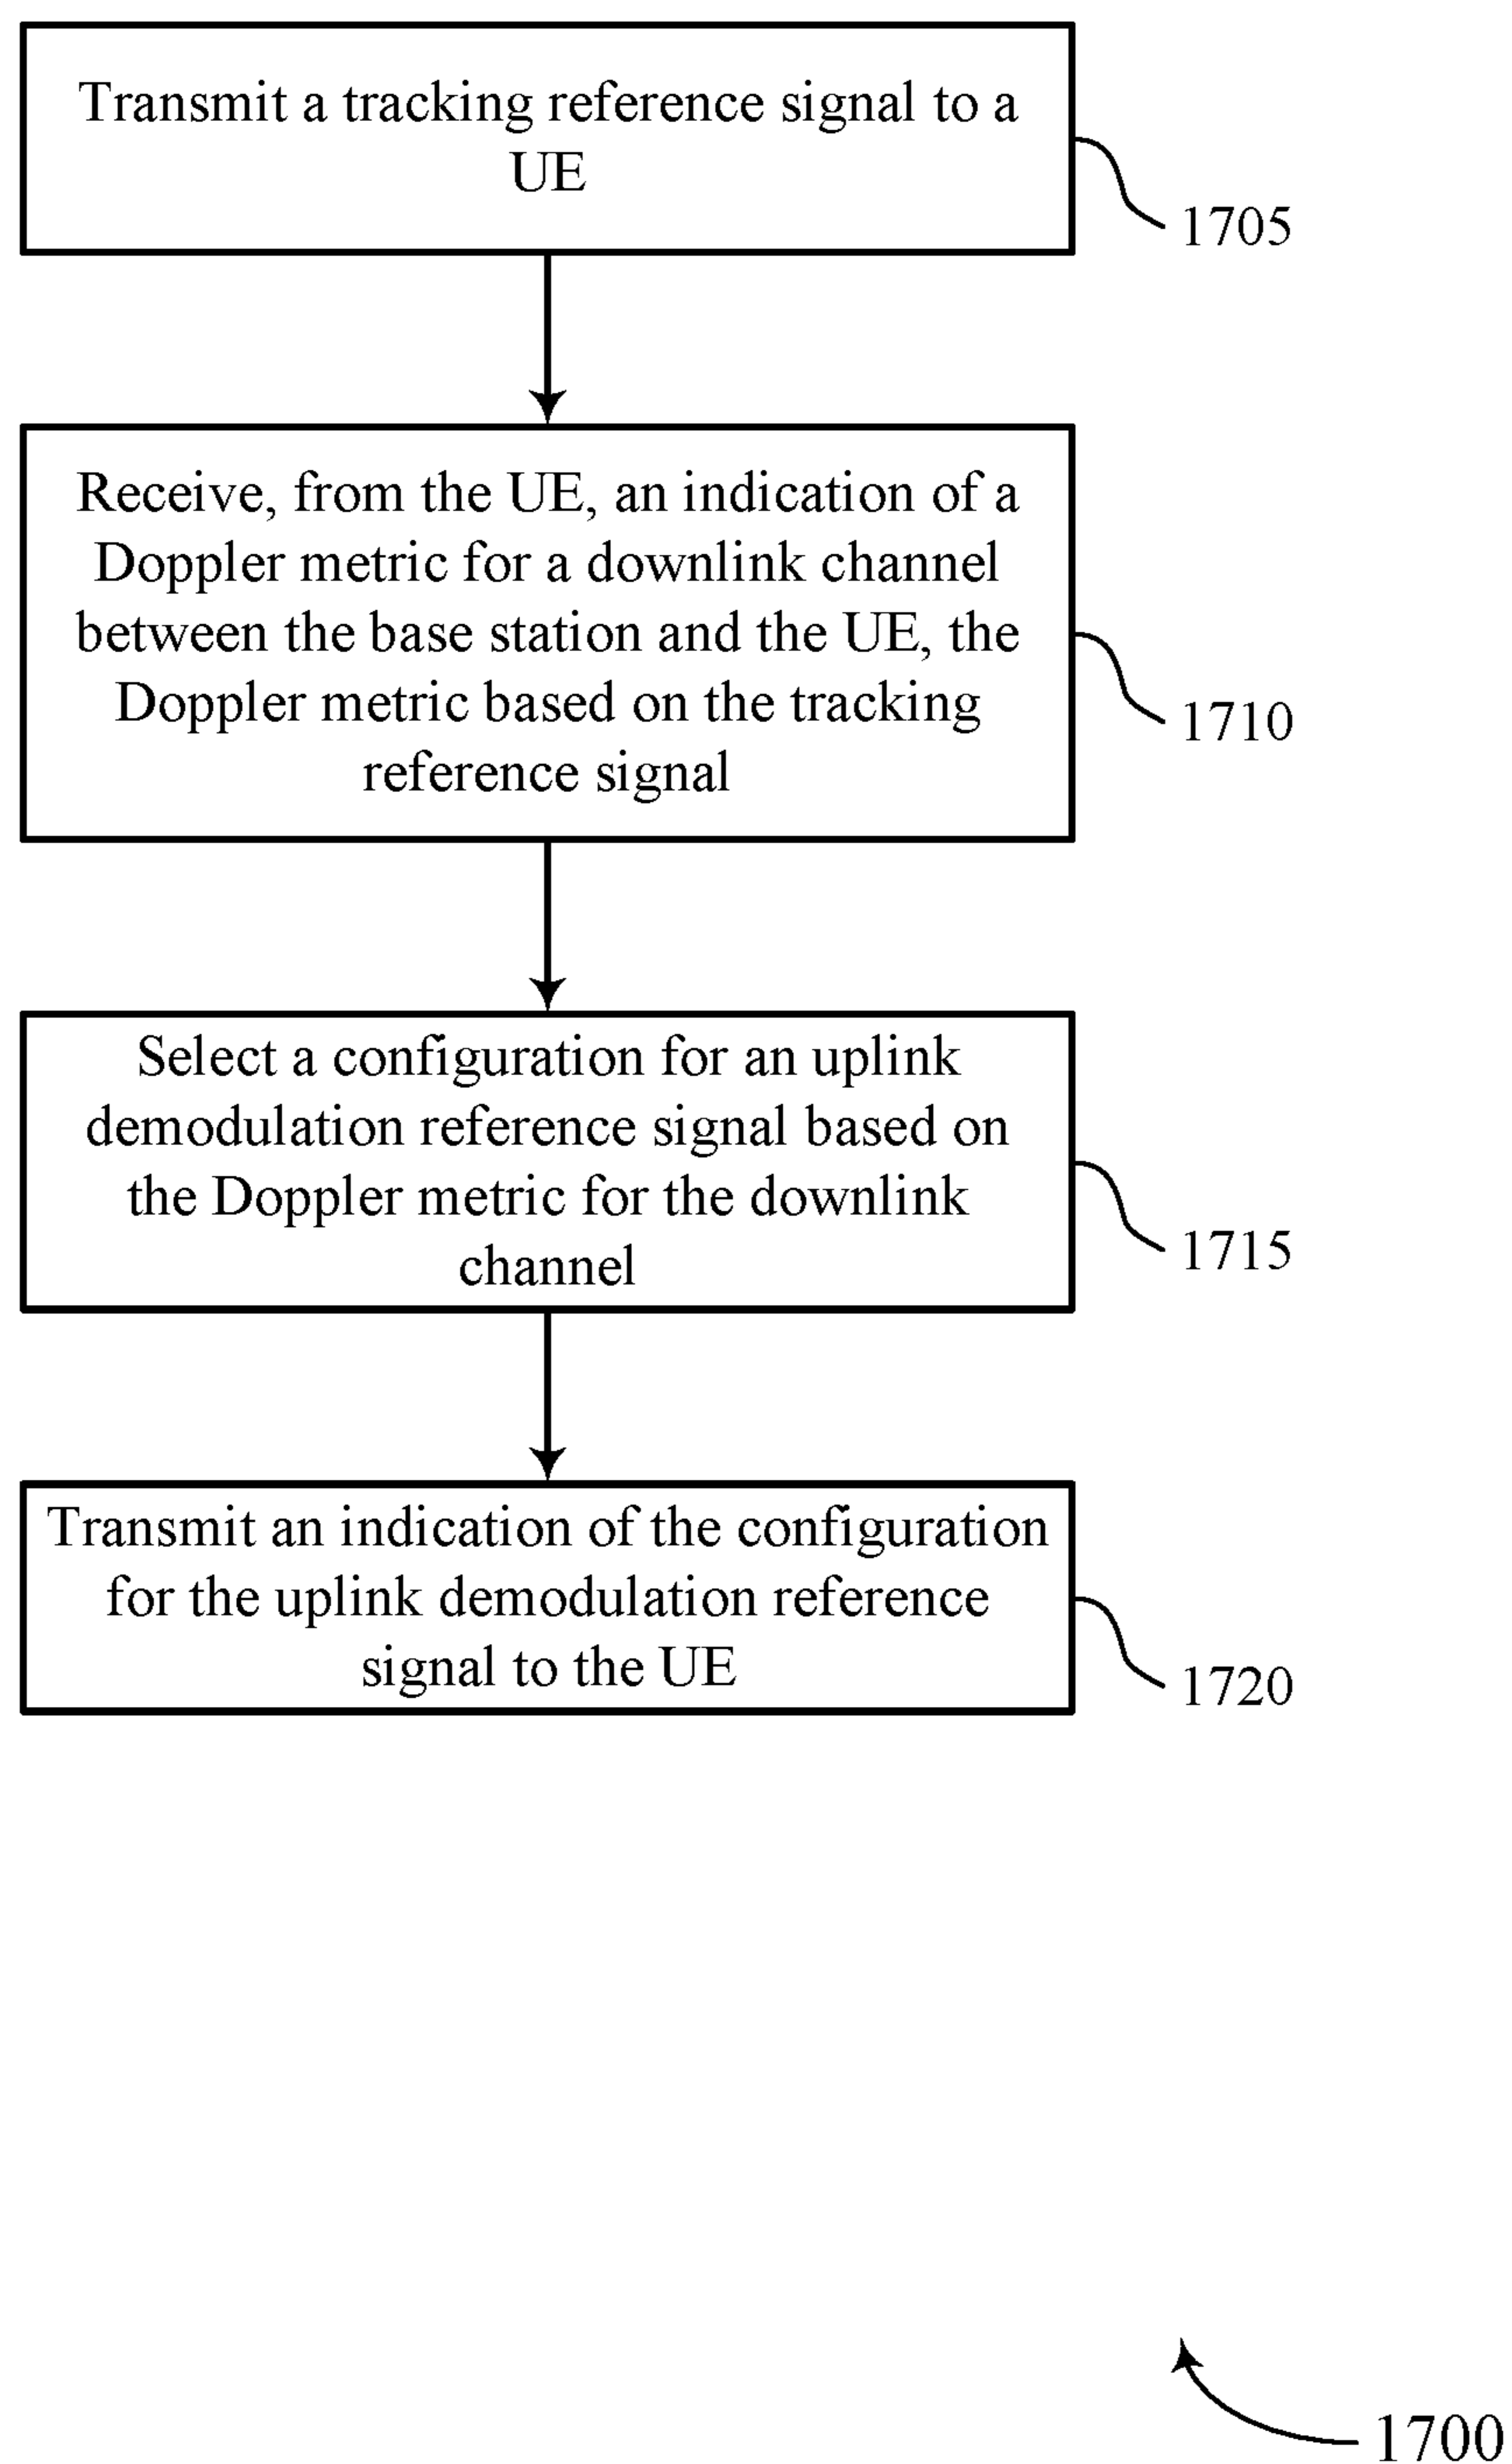 Transmit a tracking reference signal to a
UE
1705
Receive, from the UE, an indication of a
Doppler metric for a downlink channel
between the base station and the UE, the
Doppler metric based on the tracking
reference signal
1710
Select a configuration for an uplink
demodulation reference signal based on
the Doppler metric for the downlink
channel
1715
Transmit an indication of the configuration
for the uplink demodulation reference
signal to the UE
1720
1700